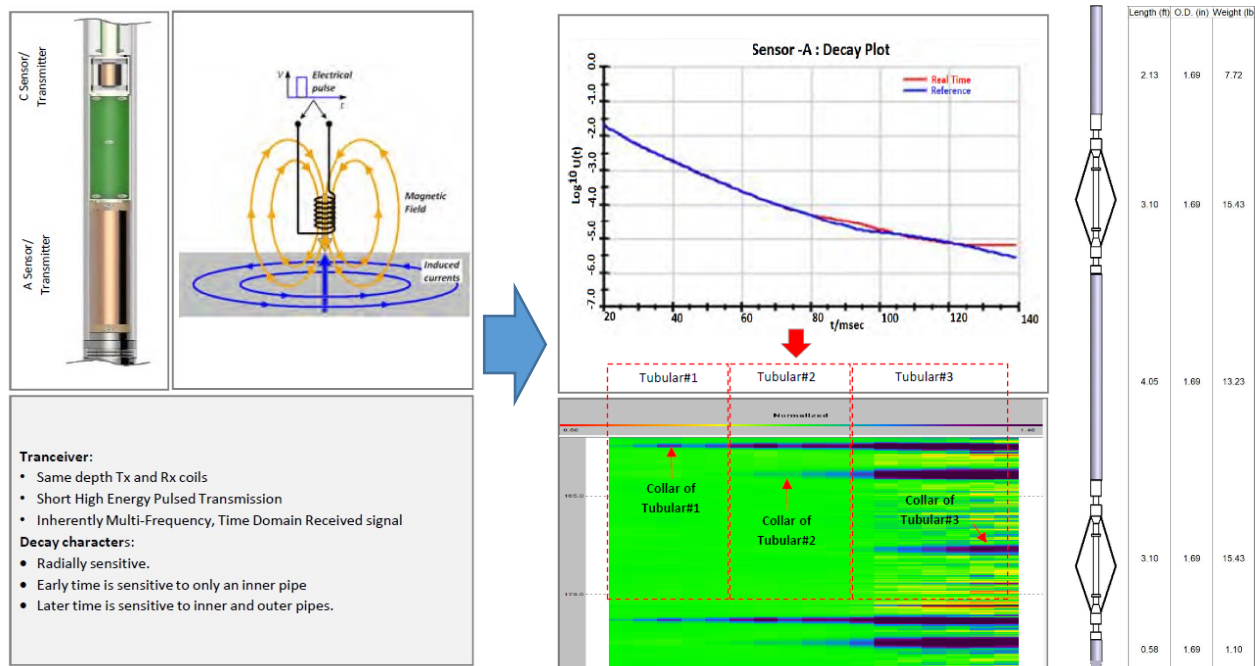 C Sensor/
Transmitter
A Sensor/
Transmitter
V
Electrical
pulse
t
Magnetic
Field
Induced
currents
Tranceiver:
• Same depth Tx and Rx coils
• Short High Energy Pulsed Transmission
• Inherently Multi-Frequency, Time Domain Received signal
Decay characters:
• Radially sensitive.
• Early time is sensitive to only an inner pipe
• Later time is sensitive to inner and outer pipes.
Sensor -A : Decay Plot
Real Time
Reference
Log10 U(t)
0.0
-1.0
-2.0
-3.0
-4.0
-5.0
-6.0
-7.0
20 40 60 80 100 120 140
t/msec
Tubular#1 Tubular#2 Tubular#3
Normalized
Collar of
Tubular#1
Collar of
Tubular#2
Collar of
Tubular#3
Length (ft) O.D. (in) Weight (lb
2.13 1.69 7.72
3.10 1.69 15.43
4.05 1.69 13.23
3.10 1.69 15.43
0.58 1.69 1.10